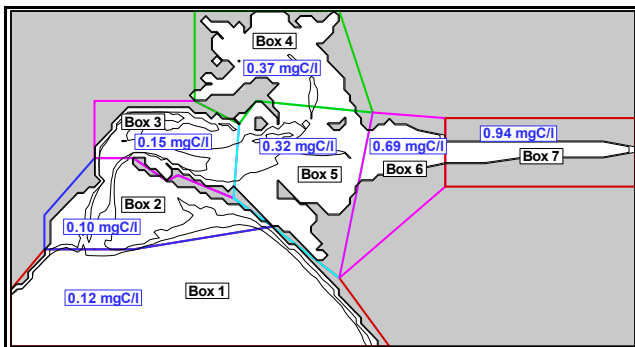 Box 4
0.37 mgC/l
Box 3
0.15 mgC/l
0.32 mgC/l
0.69 mgC/l
0.94 mgC/l
Box 7
Box 6
Box 5
Box 2
0.10 mgC/l
Box 1
0.12 mgC/l